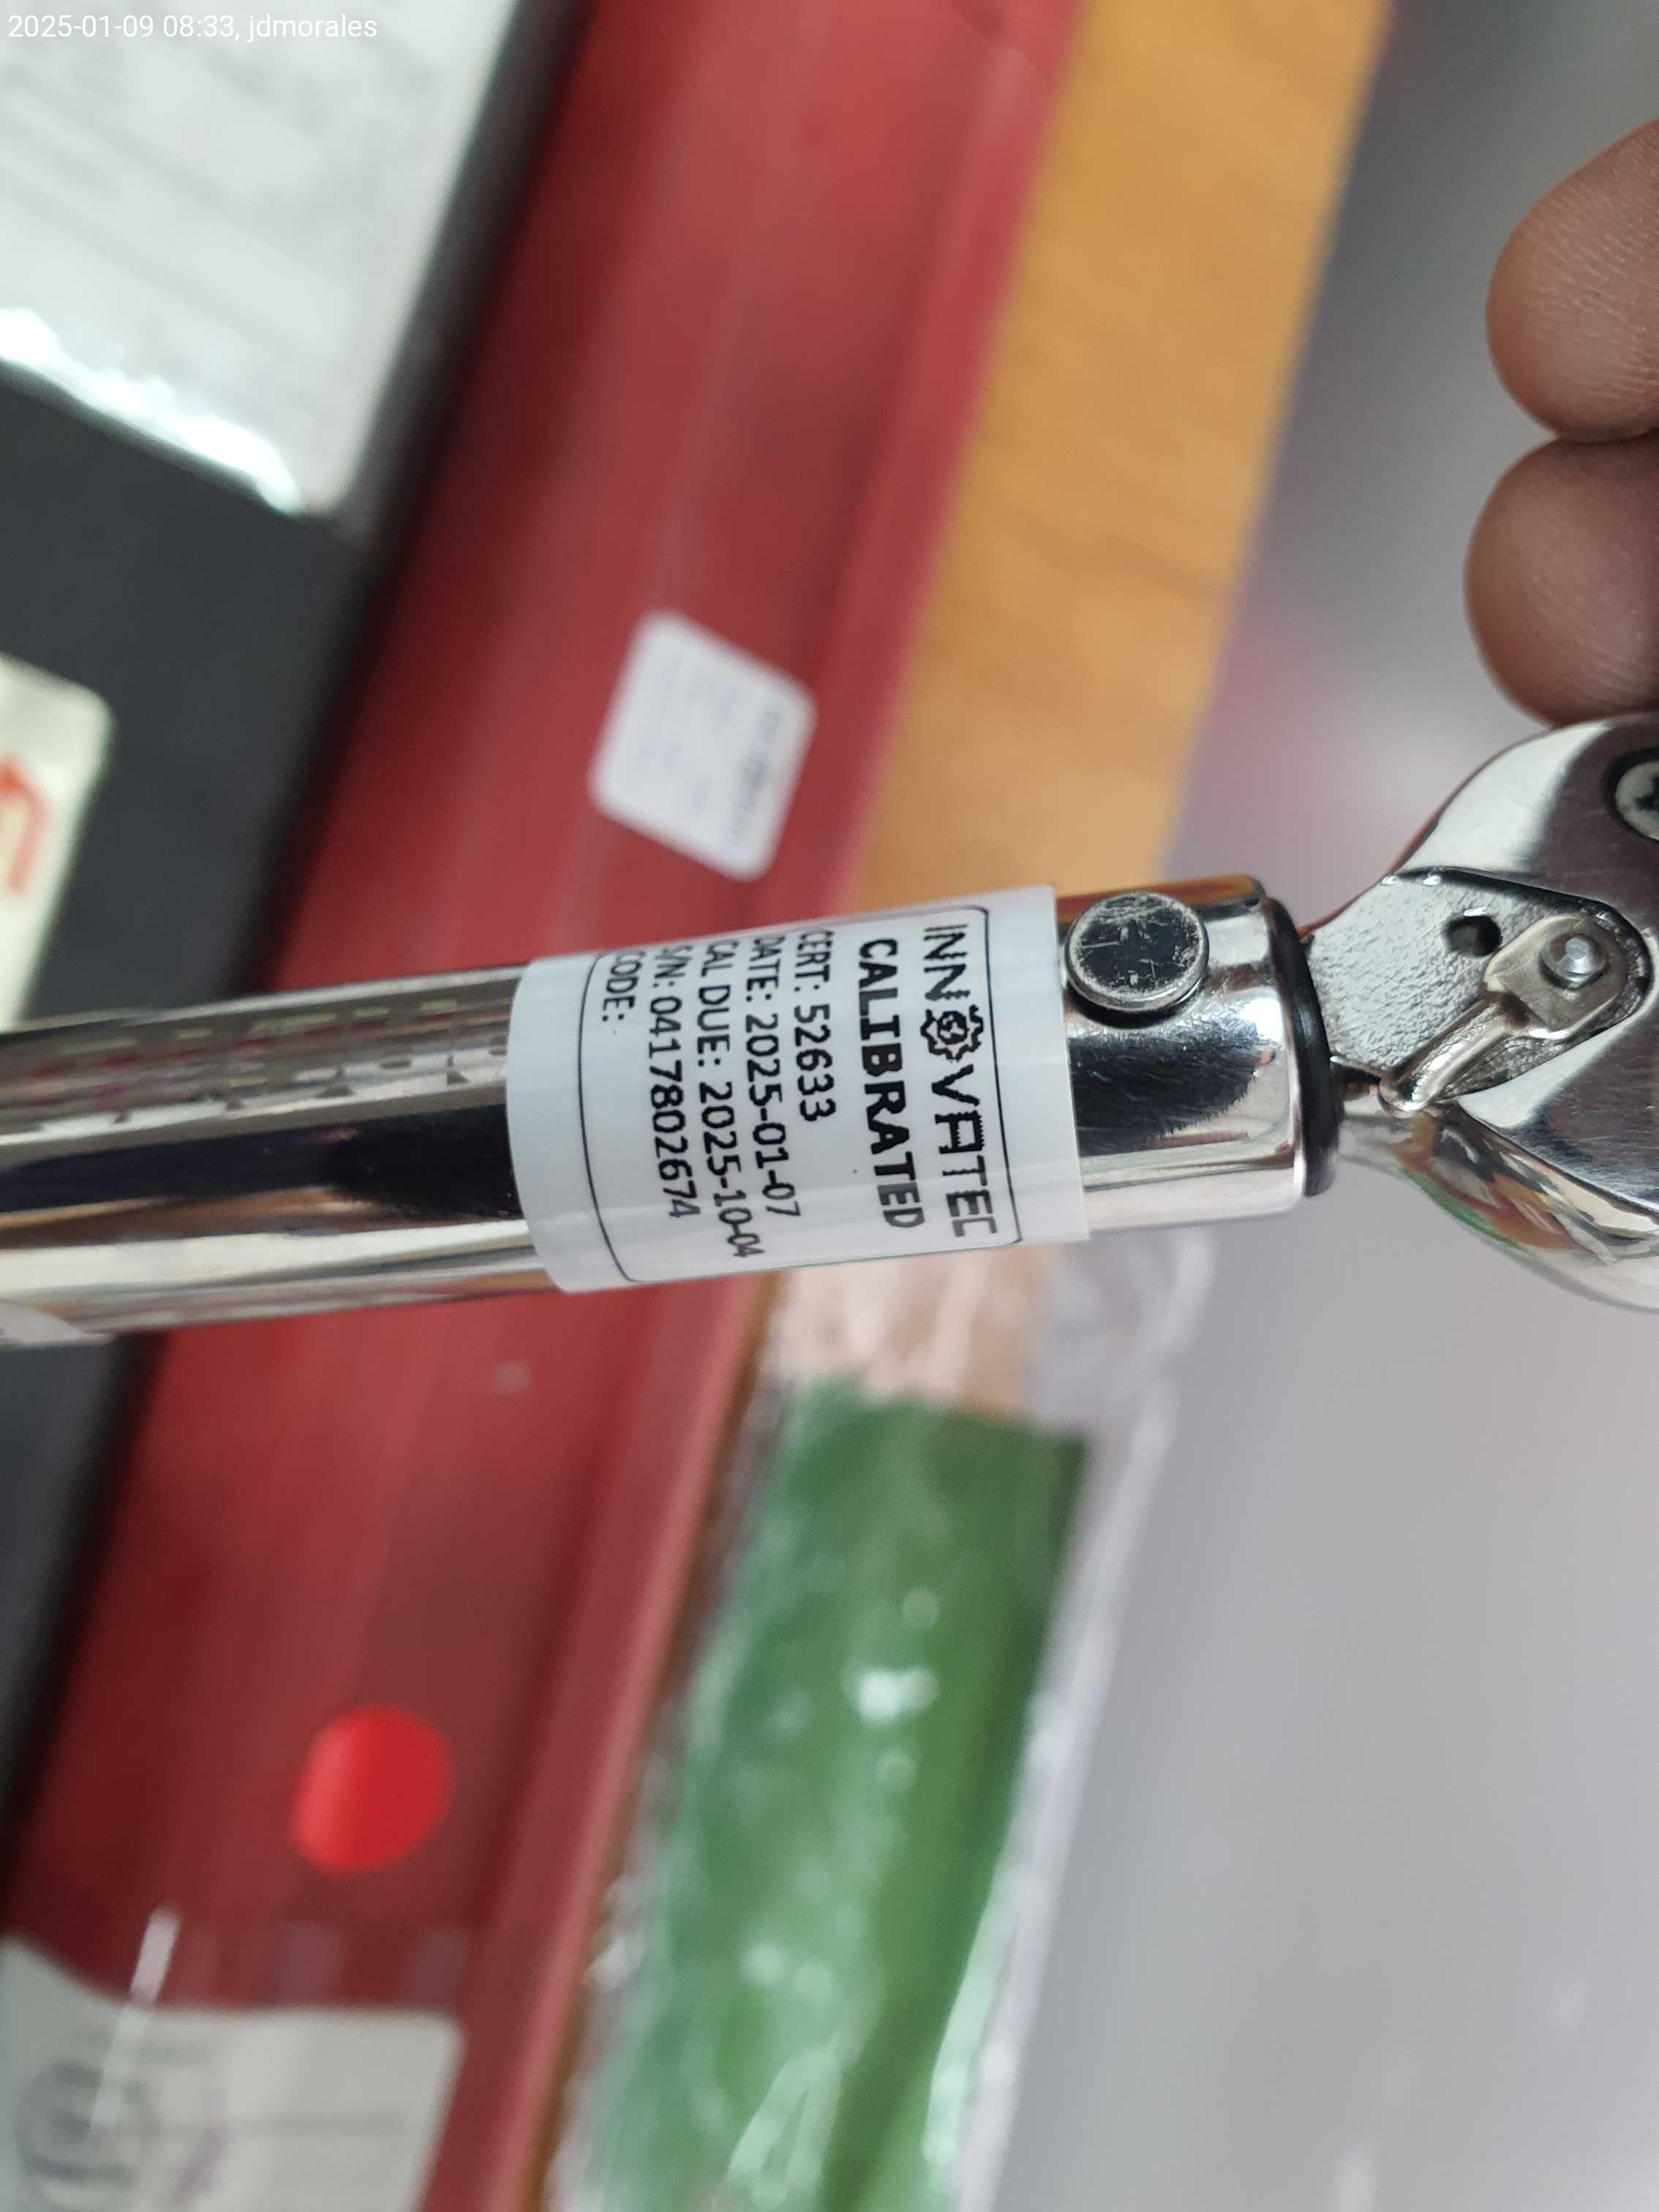 2025-01-09 08:33, jdmorales
INNOVATEC
CALIBRATED
CERT: 52633
DATE: 2025-01-07
CAL DUE: 2025-10-04
S/N: 0417802674
CODE: